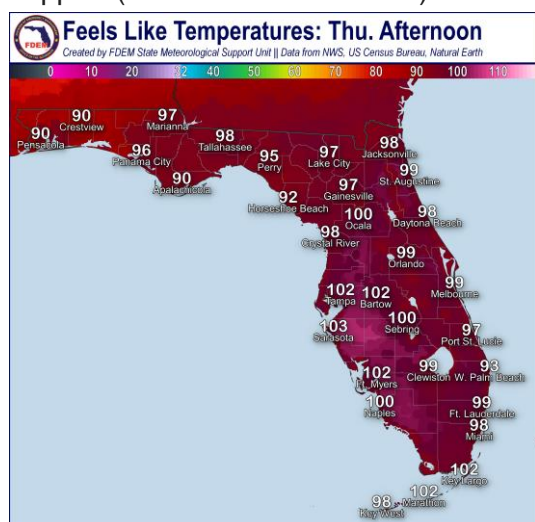 FDEM
Feels Like Temperatures: Thu. Afternoon
Created by FDEM State Meteorological Support Unit || Data from NWS, US Census Bureau, Natural Earth
0 10 20 32 40 50 60 70 80 90 100 110
90
Crestview
97
Marianna
90
Pensacola
98
Tallahassee
96
Panama City
95
Perry
97
Lake City
98
Jacksonville
90
Apalachicola
99
St. Augustine
97
Gainesville
92
Horseshoe Beach
100
Ocala
98
Daytona Beach
98
Crystal River
99
Orlando
99
Melbourne
102
Tampa
102
Bartow
103
Sarasota
100
Sebring
97
Port St. Lucie
102
Ft. Myers
99
Clewiston
93
W. Palm Beach
100
Naples
99
Ft. Lauderdale
98
Miami
102
Key Largo
102
Marathon
98
Key West